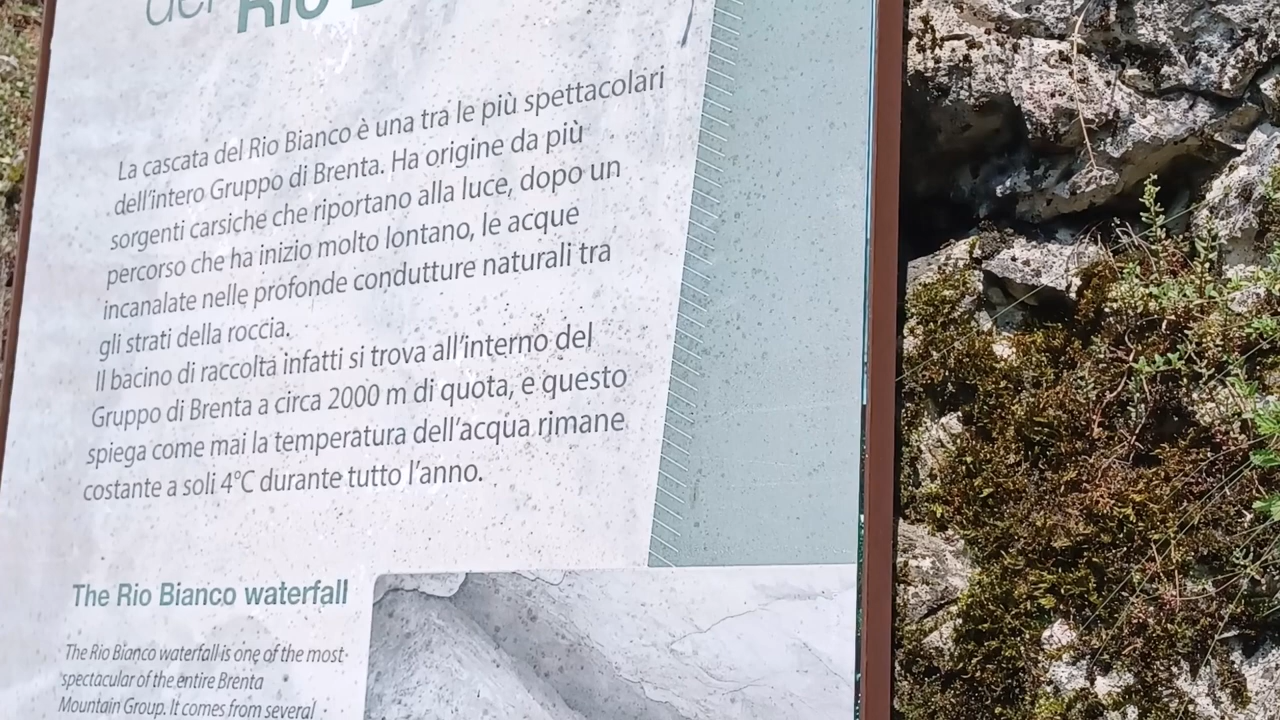 del Rio
La cascata del Rio Bianco è una tra le più spettacolari
dell'intero Gruppo di Brenta. Ha origine da più
sorgenti carsiche che riportano alla luce, dopo un
percorso che ha inizio molto lontano, le acque
incanalate nelle profonde condutture naturali tra
gli strati della roccia.
Il bacino di raccolta infatti si trova all'interno del
Gruppo di Brenta a circa 2000 m di quota, e questo
spiega come mai la temperatura dell'acqua rimane
costante a soli 4°C durante tutto l'anno.
The Rio Bianco waterfall
The Rio Bianco waterfall is one of the most
spectacular of the entire Brenta
Mountain Group. It comes from several